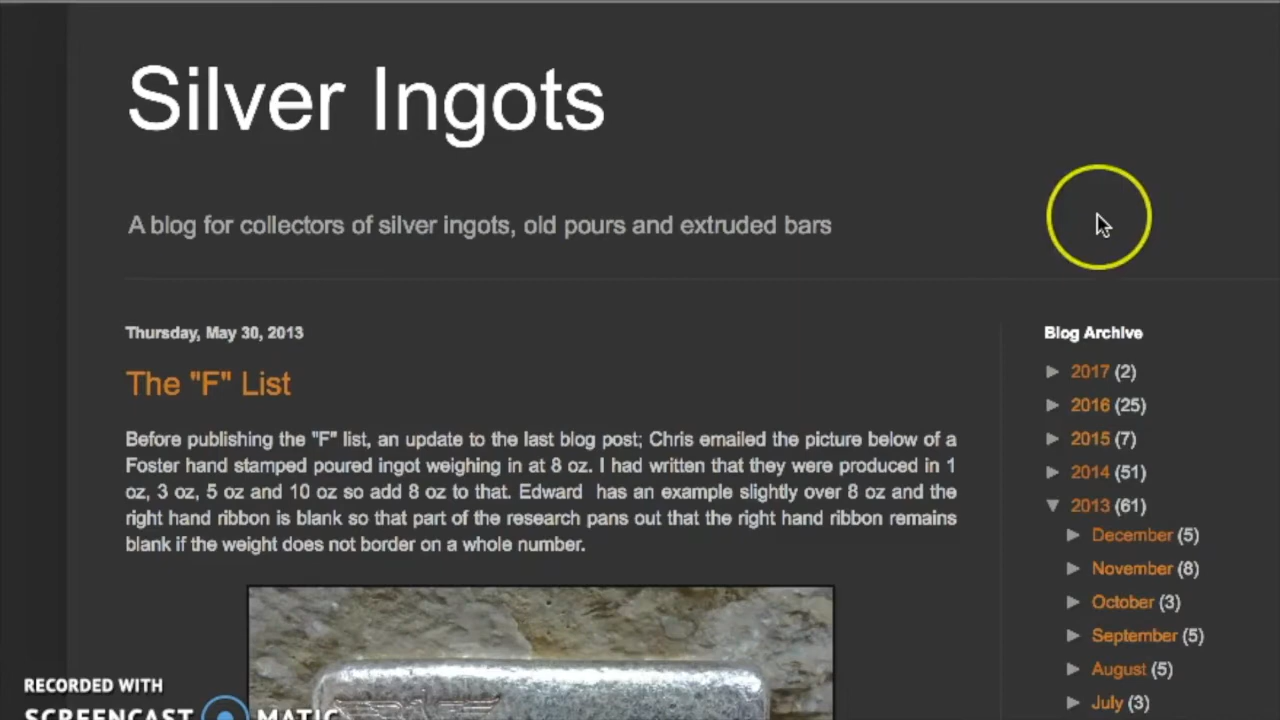 Silver Ingots
A blog for collectors of silver ingots, old pours and extruded bars
Thursday, May 30, 2013
The "F" List
Before publishing the "F" list, an update to the last blog post; Chris emailed the picture below of a
Foster hand stamped poured ingot weighing in at 8 oz. I had written that they were produced in 1
oz, 3 oz, 5 oz and 10 oz so add 8 oz to that. Edward  has an example slightly over 8 oz and the
right hand ribbon is blank so that part of the research pans out that the right hand ribbon remains
blank if the weight does not border on a whole number.
Blog Archive
► 2017 (2)
► 2016 (25)
► 2015 (7)
► 2014 (51)
▼ 2013 (61)
► December (5)
► November (8)
► October (3)
► September (5)
► August (5)
► July (3)
RECORDED WITH
SCREENCAST MATIC